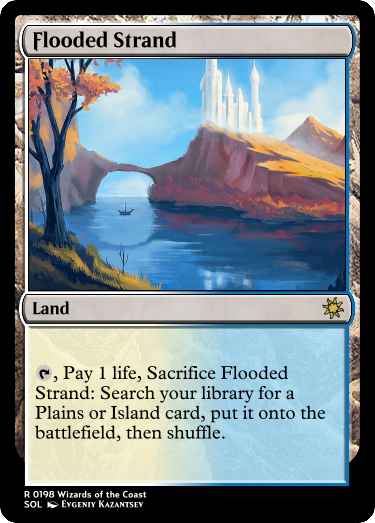 Flooded Strand
Land
, Pay 1 life, Sacrifice Flooded
Strand: Search your library for a
Plains or Island card, put it onto the
battlefield, then shuffle.
R 0198 Wizards of the Coast
SOL Evgeniy Kazantsev